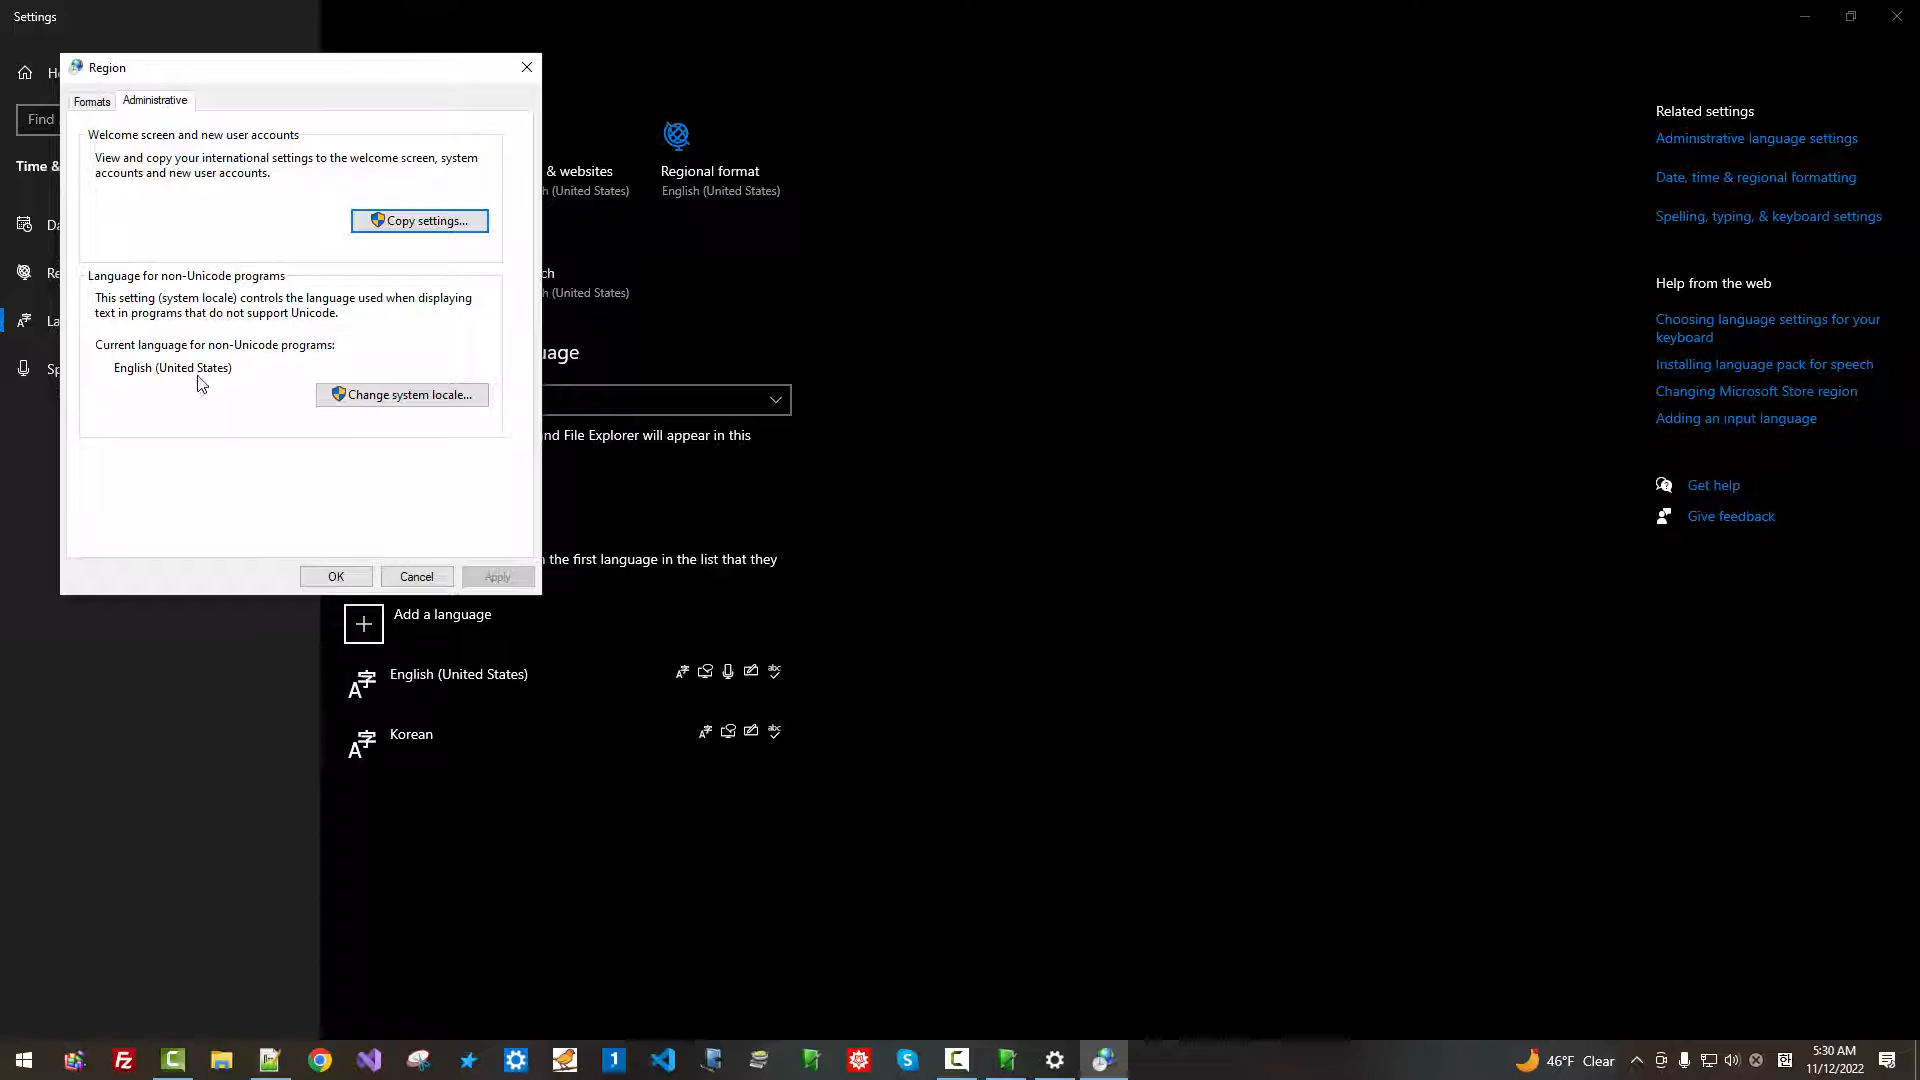 Settings
Region
Formats
Administrative
Find
Time &
Welcome screen and new user accounts
View and copy your international settings to the welcome screen, system
accounts and new user accounts.
Copy settings...
Language for non-Unicode programs
This setting (system locale) controls the language used when displaying
text in programs that do not support Unicode.
Current language for non-Unicode programs:
English (United States)
Change system locale...
OK
Cancel
Apply
& websites
h (United States)
Regional format
English (United States)
ch
h (United States)
uage
nd File Explorer will appear in this
the first language in the list that they
Add a language
English (United States)
Korean
Related settings
Administrative language settings
Date, time & regional formatting
Spelling, typing, & keyboard settings
Help from the web
Choosing language settings for your
keyboard
Installing language pack for speech
Changing Microsoft Store region
Adding an input language
Get help
Give feedback
46°F Clear
5:30 AM
11/12/2022